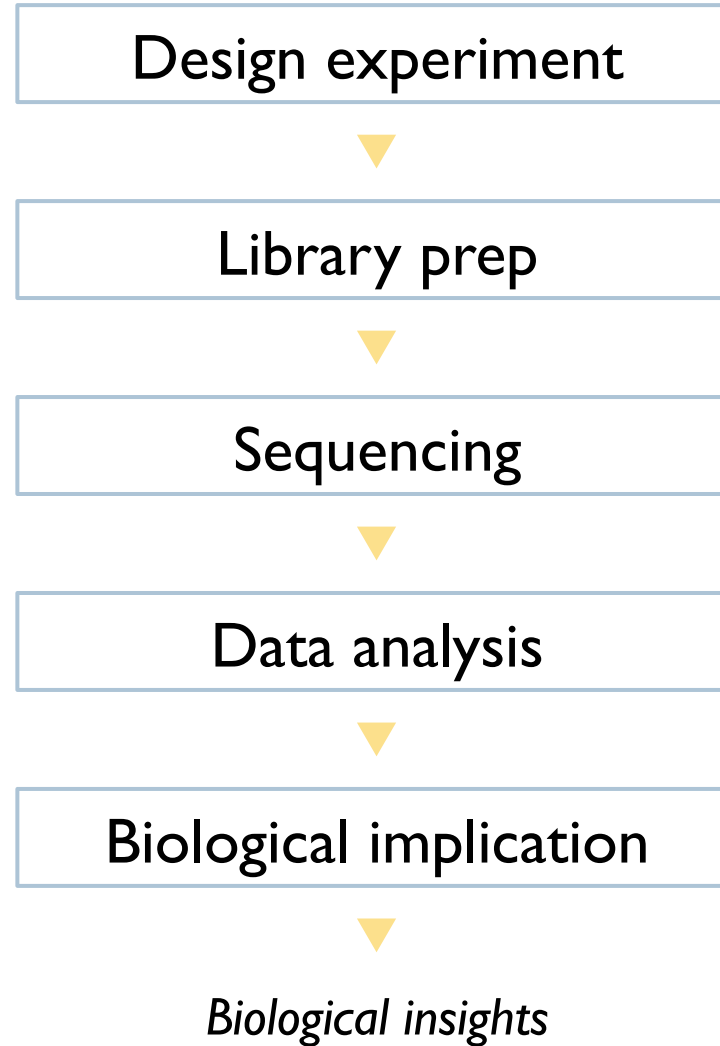 Design experiment
Library prep
Sequencing
Data analysis
Biological implication
Biological insights